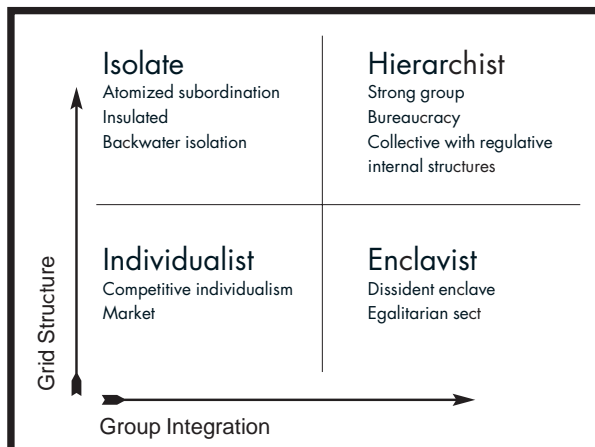 Isolate
Atomized subordination
Insulated
Backwater isolation
Hierarchist
Strong group
Bureaucracy
Collective with regulative
internal structures
Individualist
Competitive individualism
Market
Enclavist
Dissident enclave
Egalitarian sect
Grid Structure
Group Integration